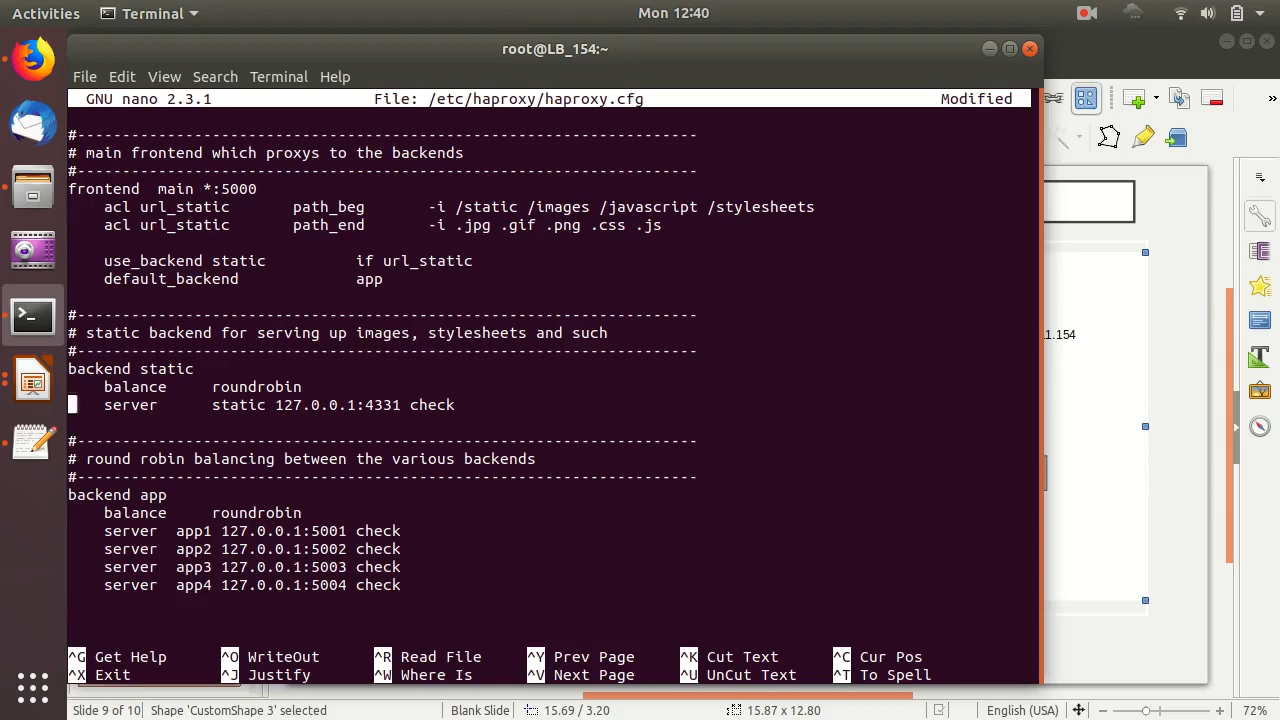 Activities Terminal Mon 12:40
root@LB_154:~
File Edit View Search Terminal Help
GNU nano 2.3.1 File: /etc/haproxy/haproxy.cfg Modified
#---------------------------------------------------------------------
# main frontend which proxys to the backends
#---------------------------------------------------------------------
frontend  main *:5000
    acl url_static       path_beg       -i /static /images /javascript /stylesheets
    acl url_static       path_end       -i .jpg .gif .png .css .js
    use_backend static          if url_static
    default_backend             app
#---------------------------------------------------------------------
# static backend for serving up images, stylesheets and such
#---------------------------------------------------------------------
backend static
    balance     roundrobin
    server      static 127.0.0.1:4331 check
#---------------------------------------------------------------------
# round robin balancing between the various backends
#---------------------------------------------------------------------
backend app
    balance     roundrobin
    server  app1 127.0.0.1:5001 check
    server  app2 127.0.0.1:5002 check
    server  app3 127.0.0.1:5003 check
    server  app4 127.0.0.1:5004 check
^G Get Help ^O WriteOut ^R Read File ^Y Prev Page ^K Cut Text ^C Cur Pos
^X Exit ^J Justify ^W Where Is ^V Next Page ^U UnCut Text ^T To Spell
1.154
Slide 9 of 10 Shape 'CustomShape 3' selected Blank Slide 15.69 / 3.20 15.87 x 12.80 English (USA) 72%